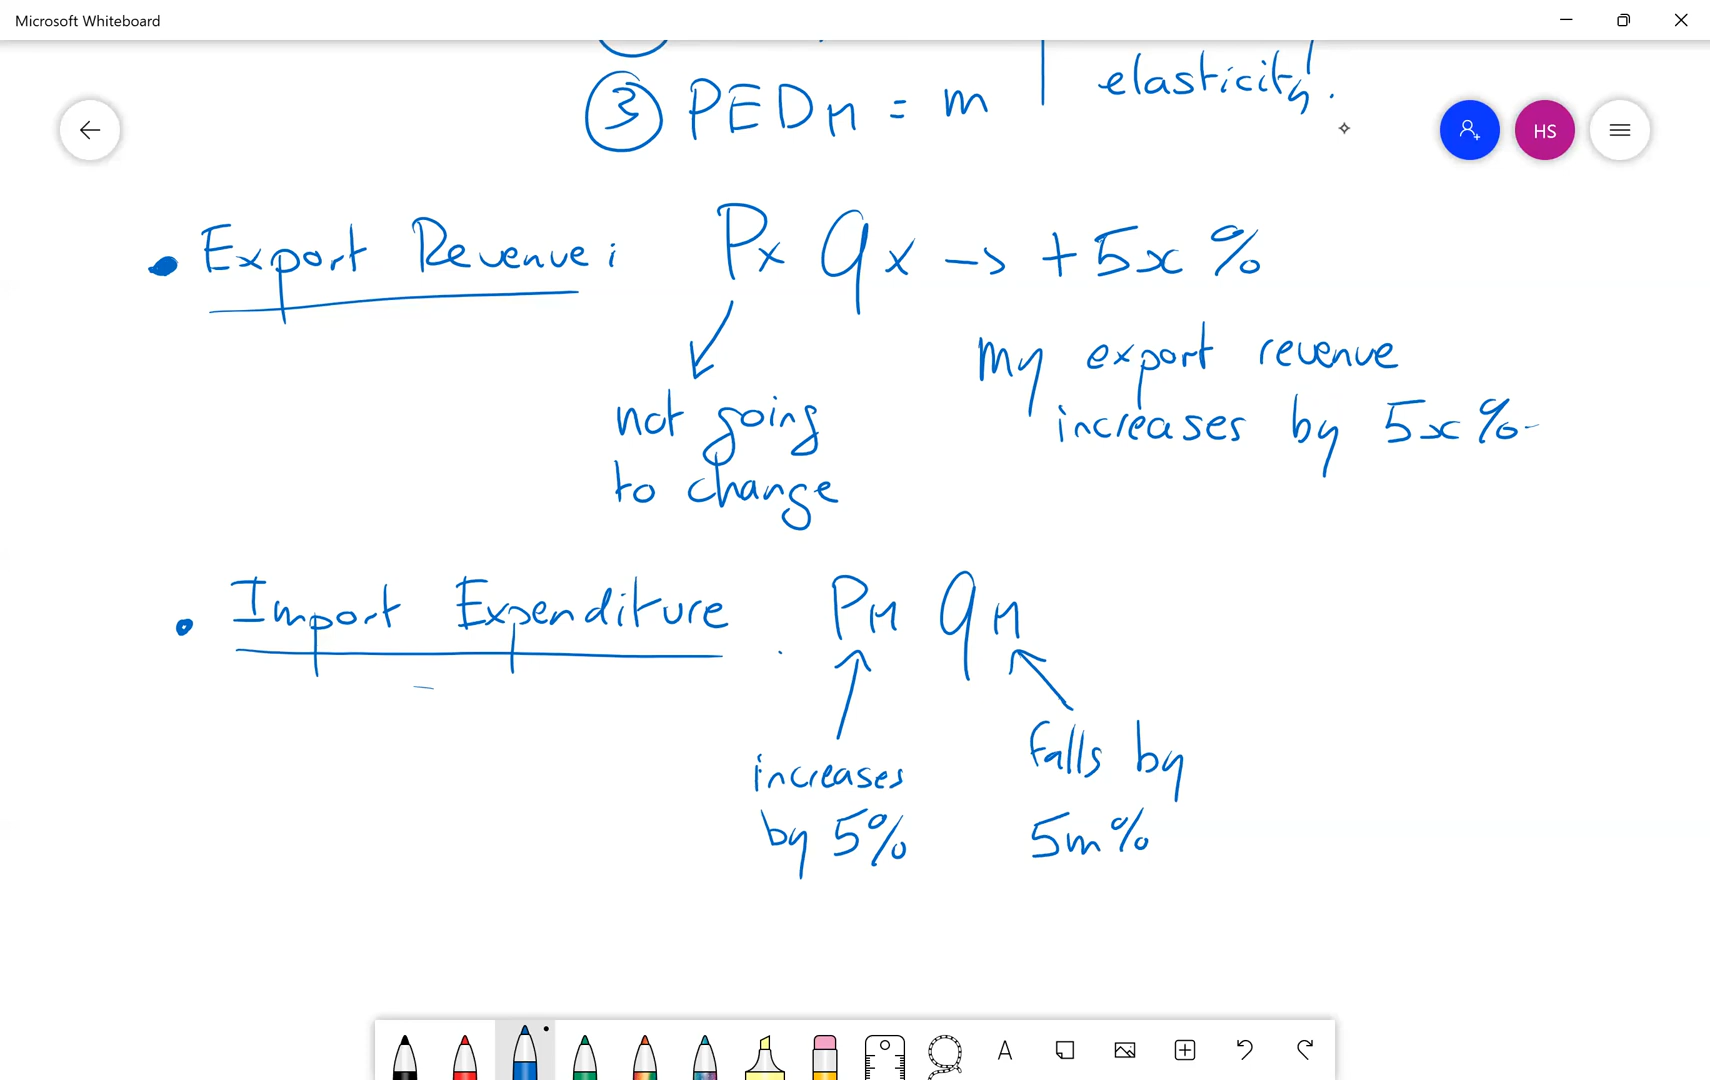 Microsoft Whiteboard
elasticity!
③ PEDM = m
HS
• Export Revenue: Px qx -> +5x%
not going
to change
My export revenue
increases by 5x%
• Import Expenditure PM qM
increases
by 5%
falls by
5m%
A